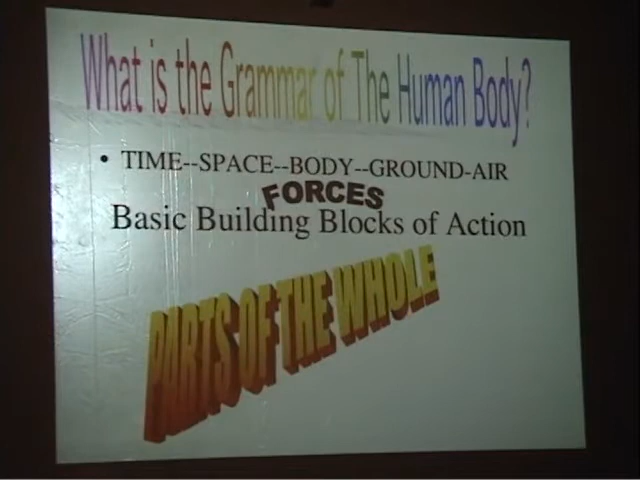 What is the Grammar of The Human Body?
• TIME--SPACE--BODY--GROUND-AIR
FORCES
Basic Building Blocks of Action
PARTS OF THE WHOLE